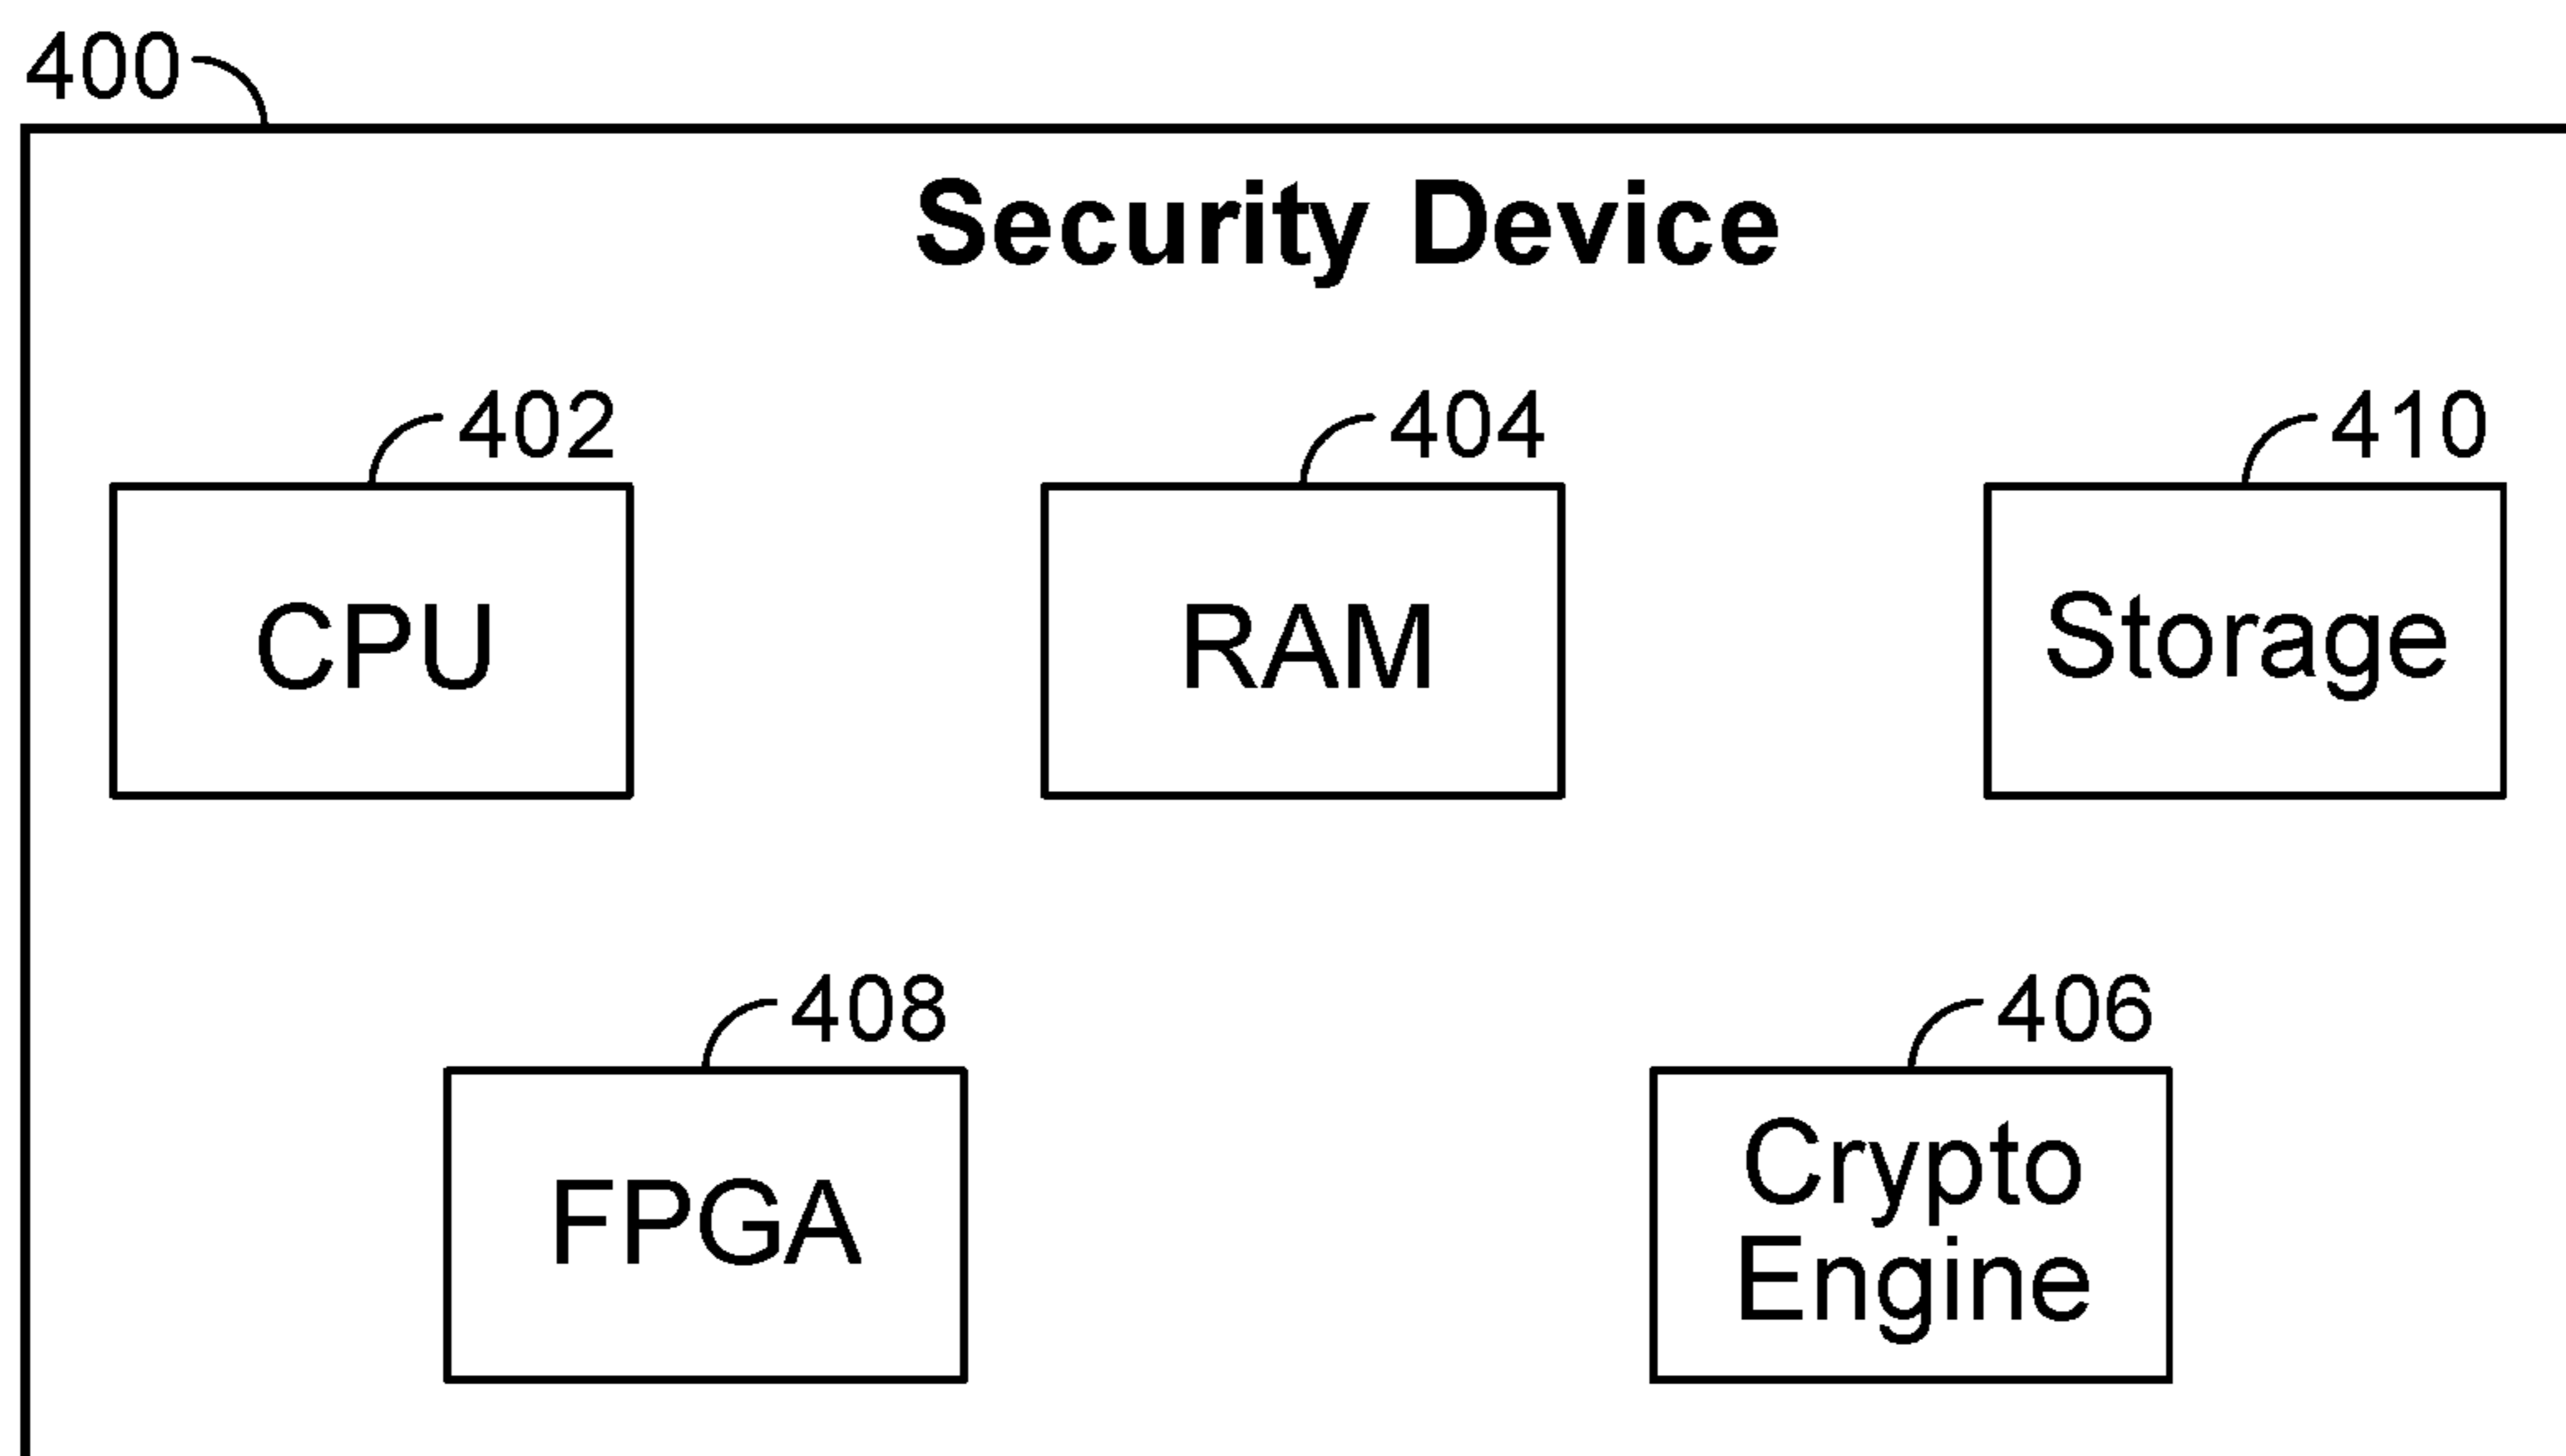 400
Security Device
402
404
410
CPU
RAM
Storage
408
406
FPGA
Crypto
Engine